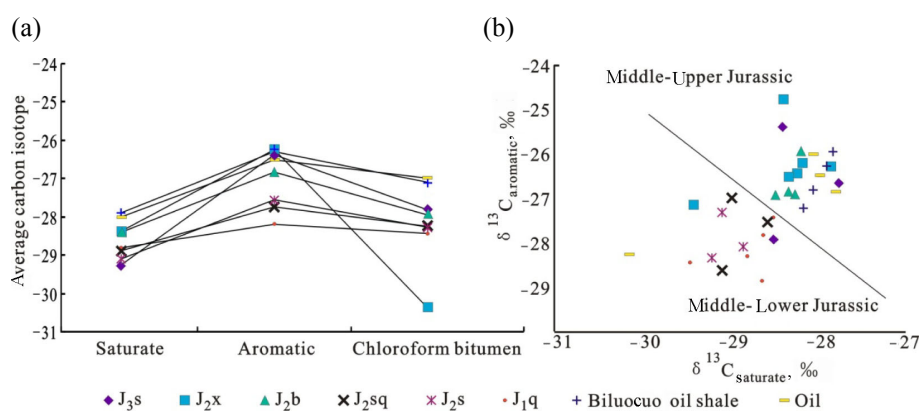 (a)
(b)
Average carbon isotope
-24
-25
-26
-27
-28
-29
-30
-31
Saturate
Aromatic
Chloroform bitumen
δ ¹³C aromatic, ‰
-24
-25
-26
-27
-28
-29
-20
Middle-Upper Jurassic
Middle-Lower Jurassic
-31
-30
-29
-28
-27
δ ¹³C saturate, ‰
J₃s
J₂x
J₂b
J₂sq
J₂s
J₁q
Biluocuo oil shale
Oil